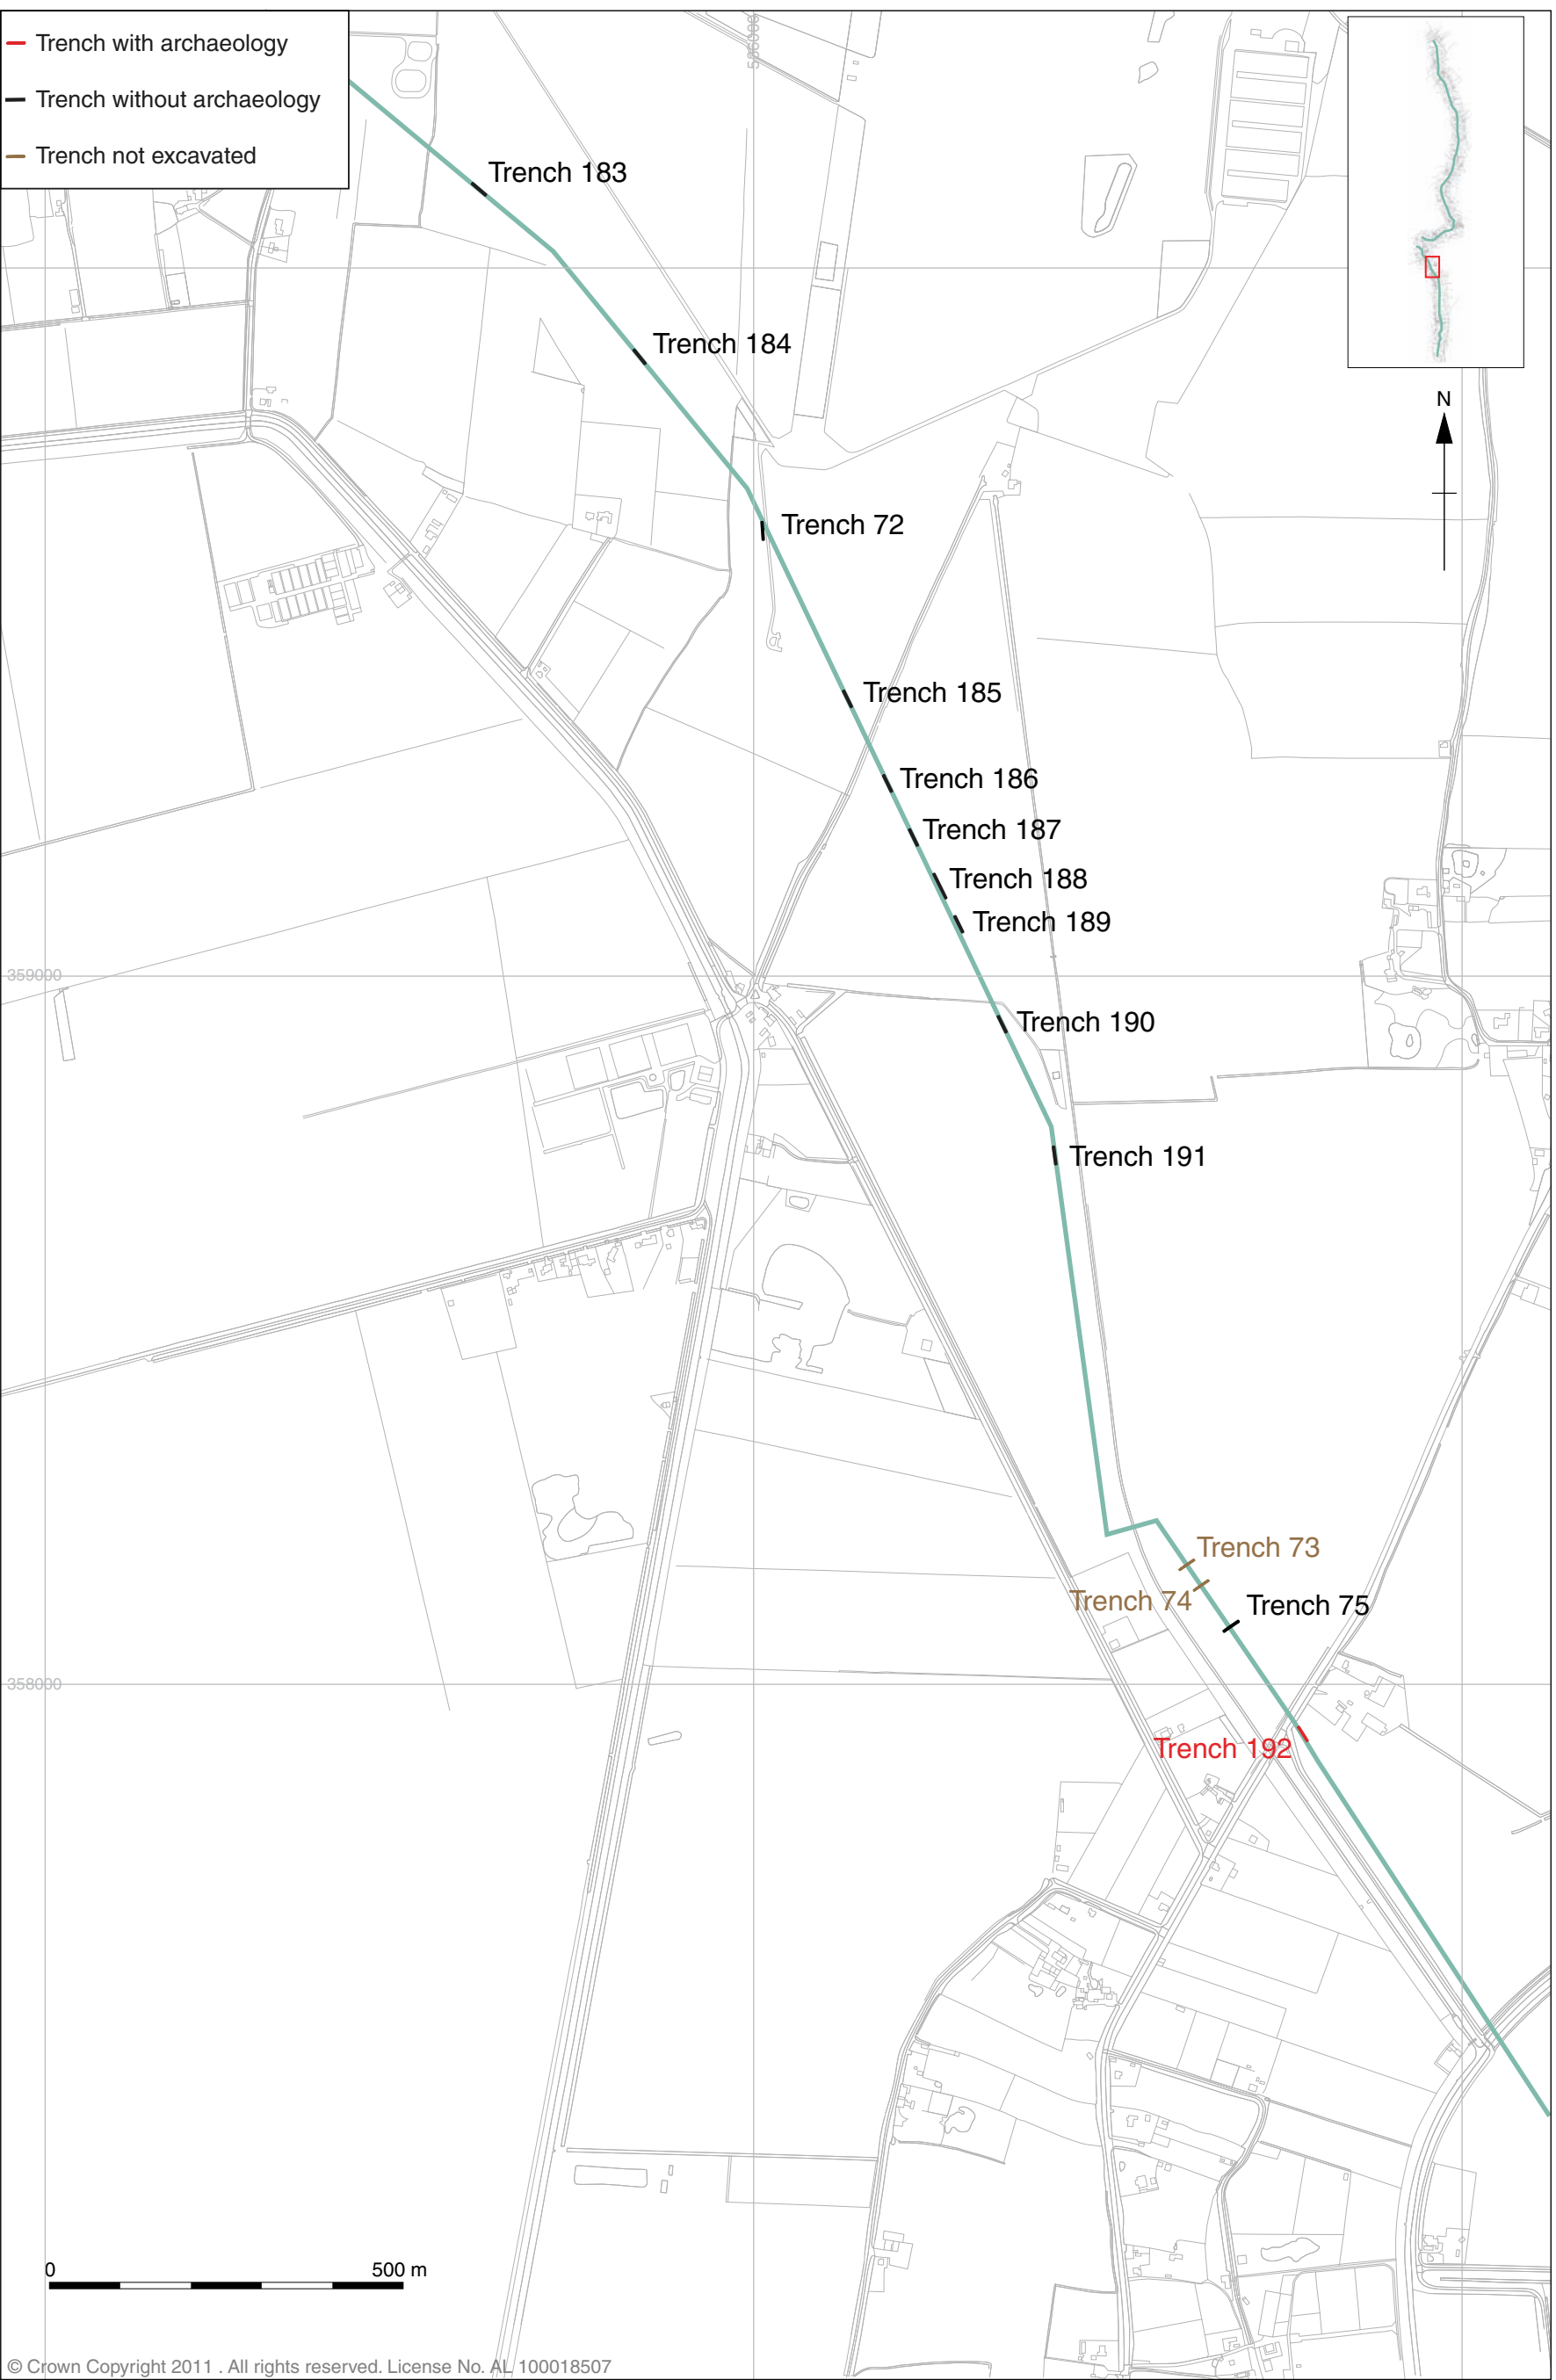 Trench with archaeology
Trench without archaeology
Trench not excavated
586000
Trench 183
Trench 184
N
Trench 72
Trench 185
Trench 186
Trench 187
Trench 188
Trench 189
359000
Trench 190
Trench 191
Trench 73
Trench 74
Trench 75
358000
Trench 192
0 500 m
© Crown Copyright 2011 . All rights reserved. License No. AL 100018507